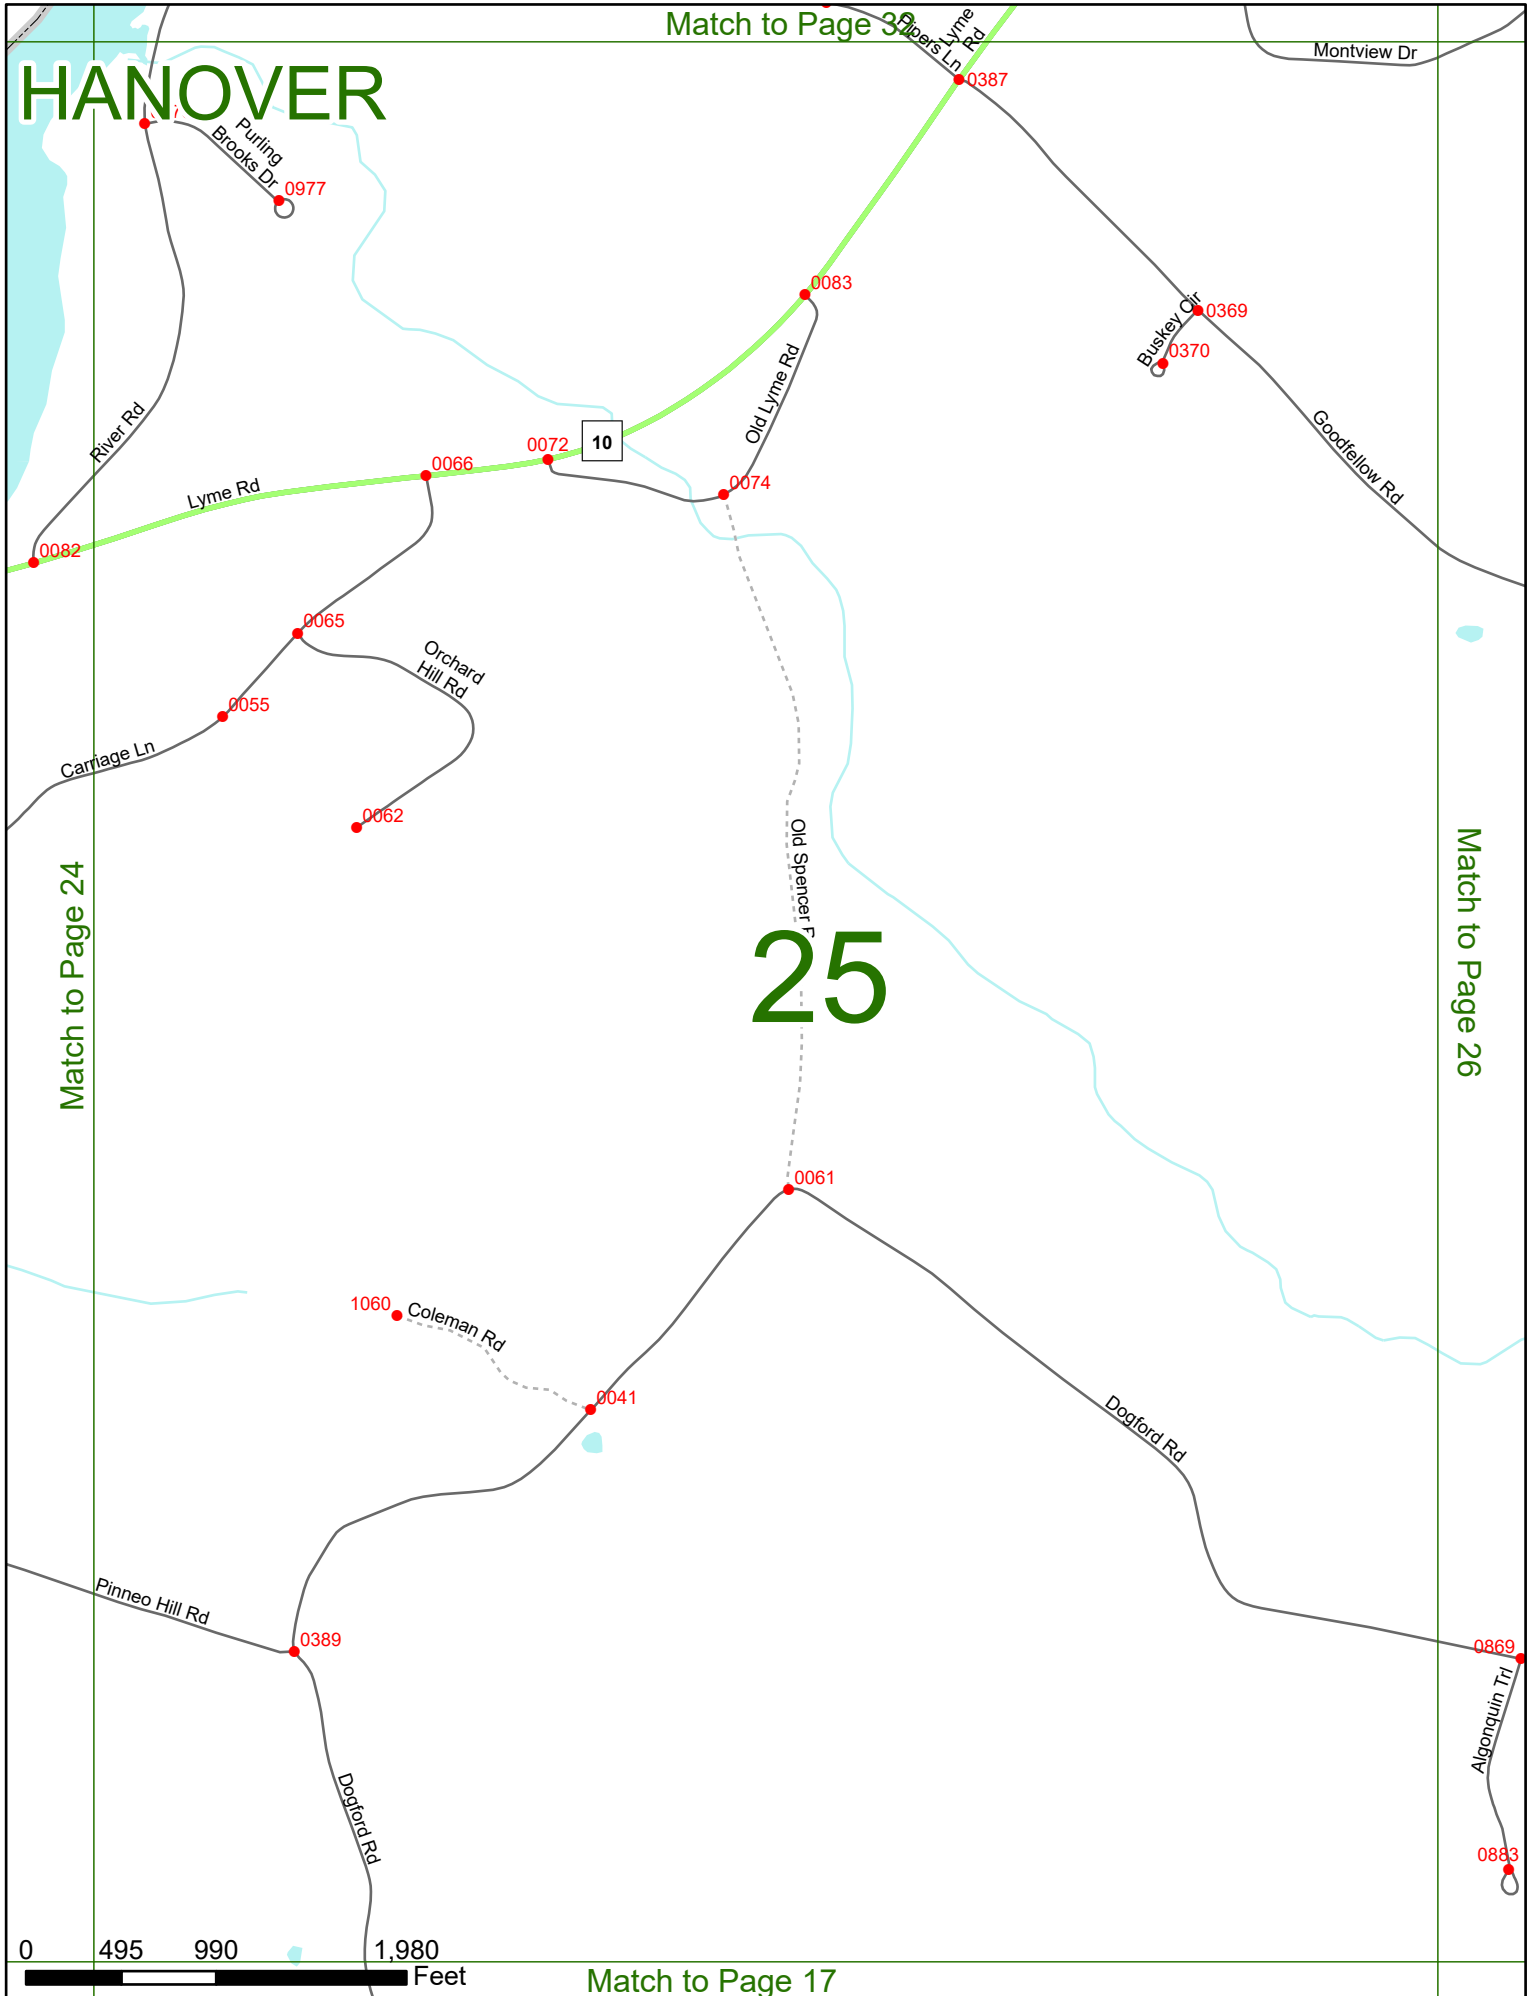 Match to Page 32
HANOVER
Pipers Ln
Lyme
Rd
Montview Dr
0387
Purling
Brooks Dr
0977
0083
0369
Buskey Cir
0370
River Rd
Old Lyme Rd
Goodfellow Rd
10
0072
0066
0074
Lyme Rd
0082
0065
Orchard
Hill Rd
0055
Carriage Ln
0062
Match to Page 24
Old Spencer
Match to Page 26
25
0061
1060
Coleman Rd
0041
Dogford Rd
Pinneo Hill Rd
0389
0869
Algonquin Trl
Dogford Rd
0883
0 495 990 1,980
Feet
Match to Page 17